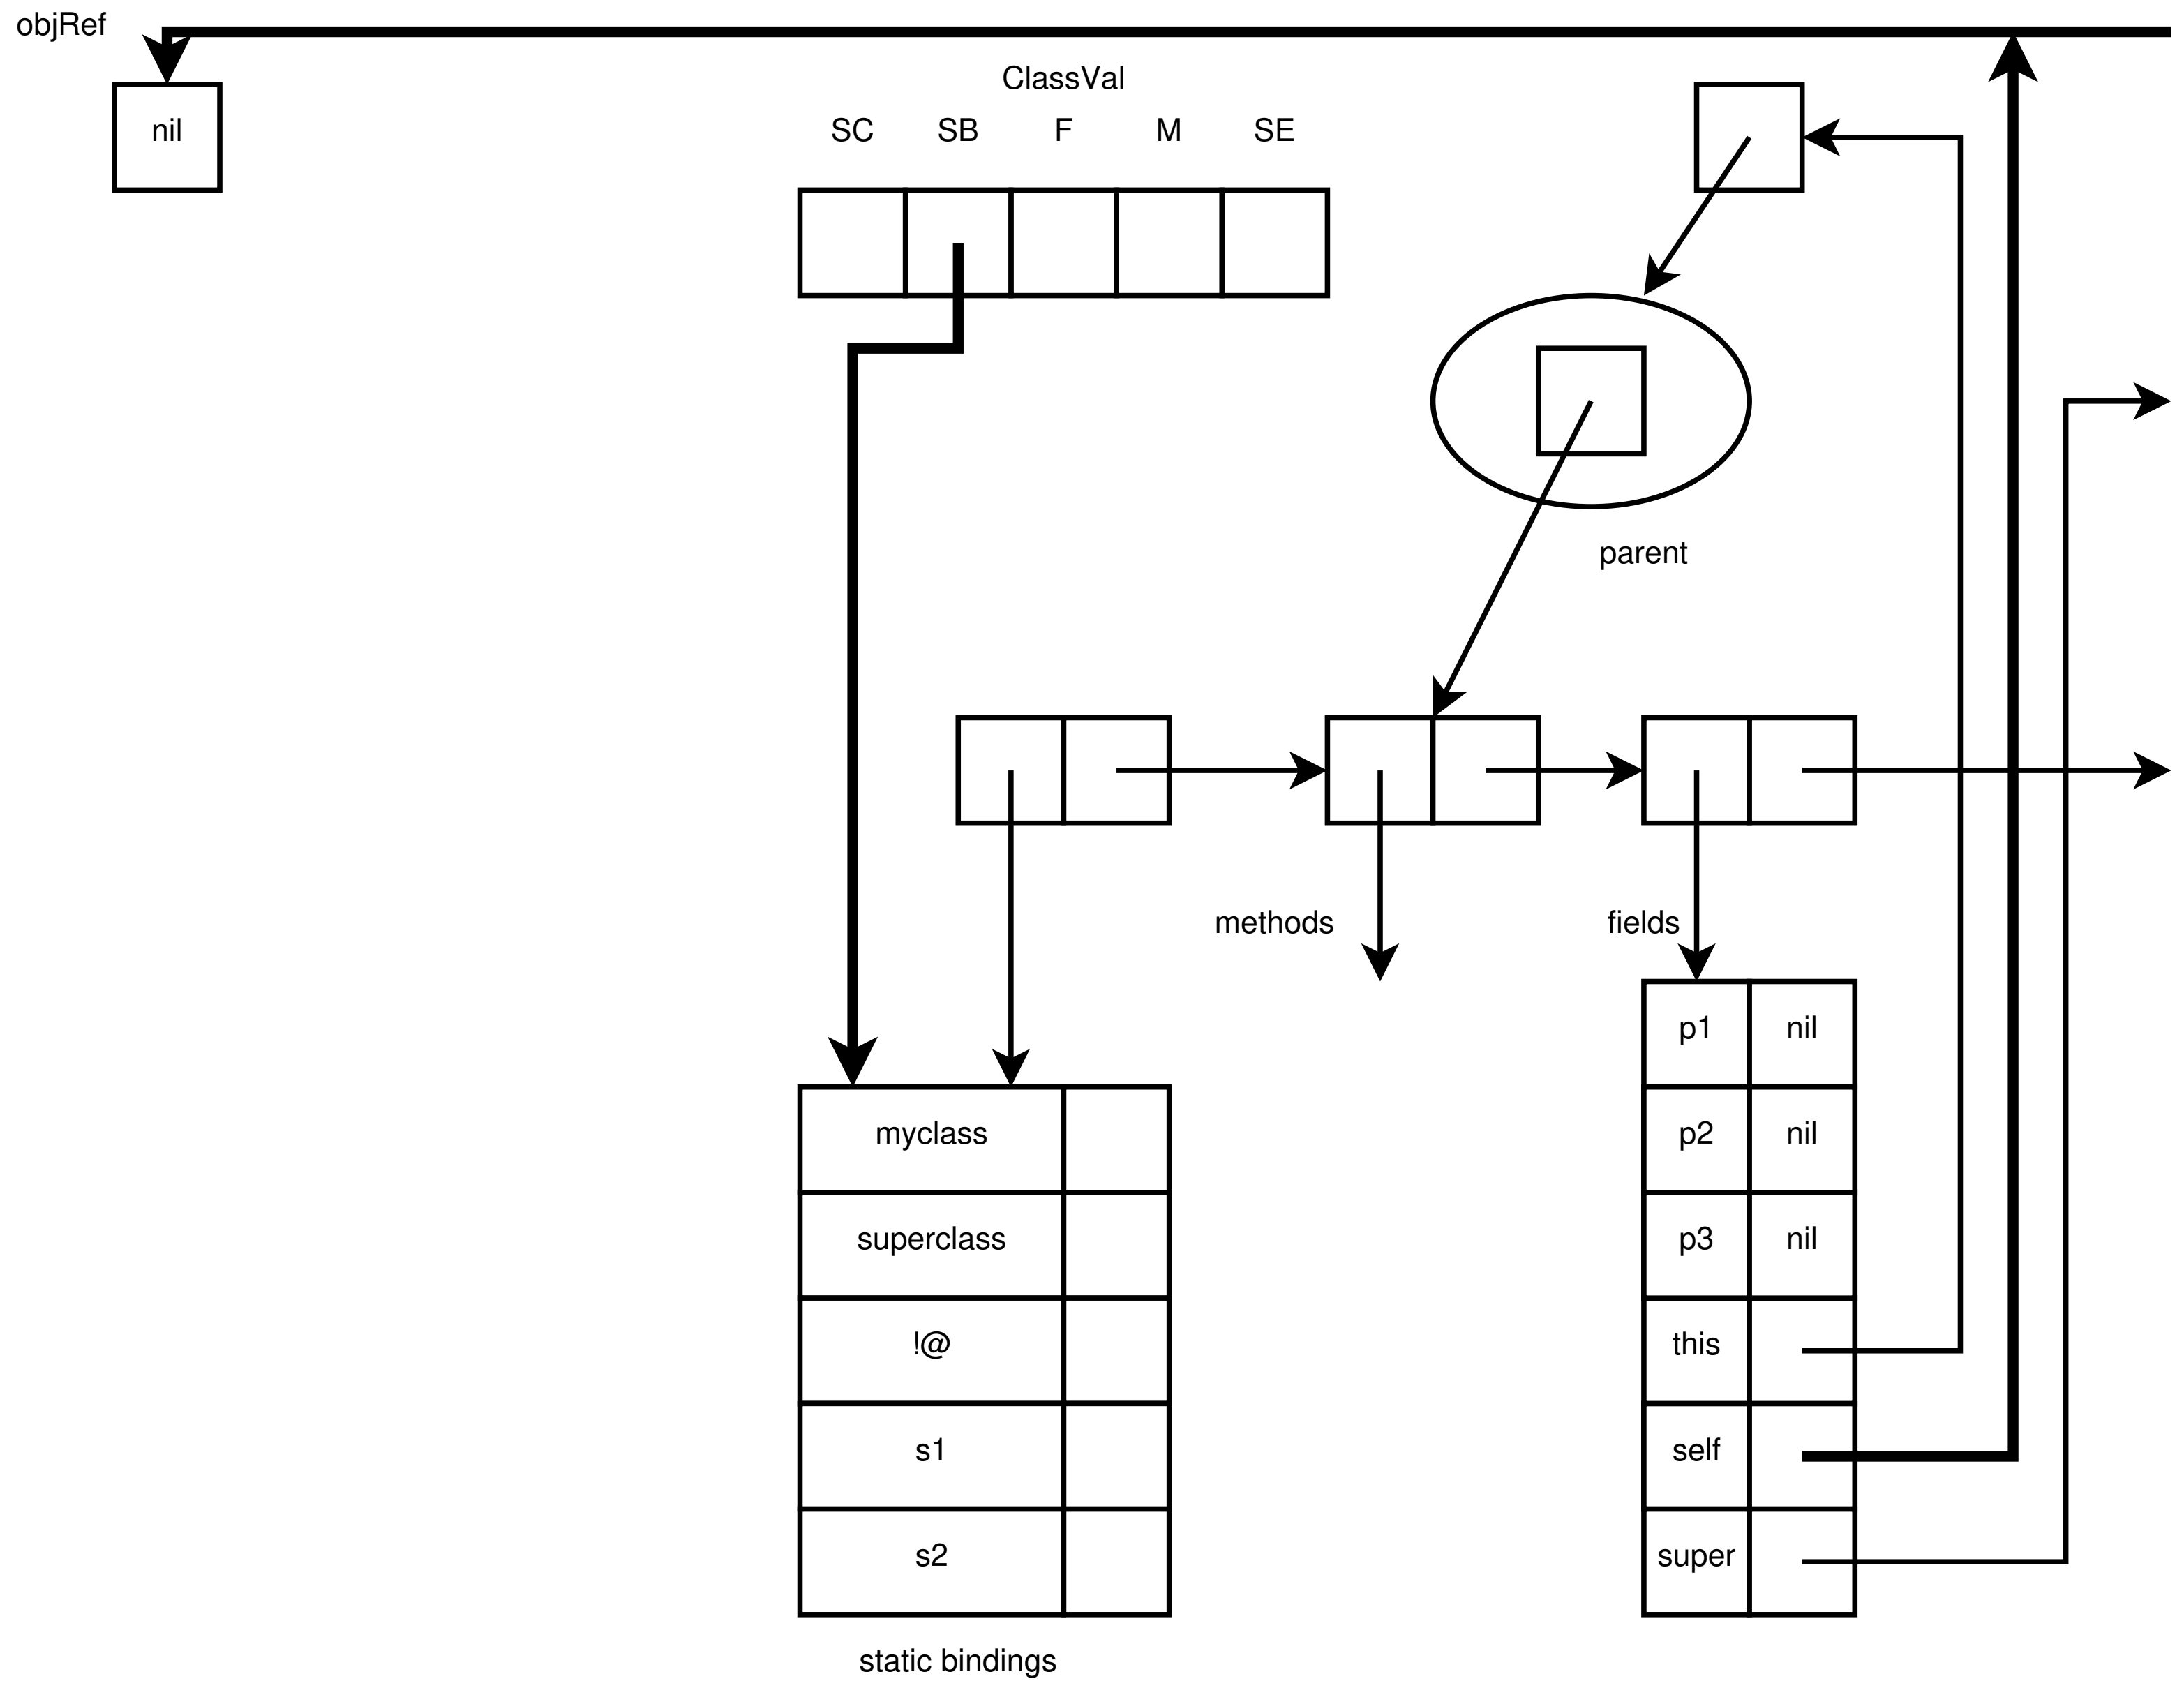 objRef
nil
ClassVal
SC SB F M SE
parent
methods
fields
p1 nil
p2 nil
p3 nil
this
self
super
myclass
superclass
!@
s1
s2
static bindings